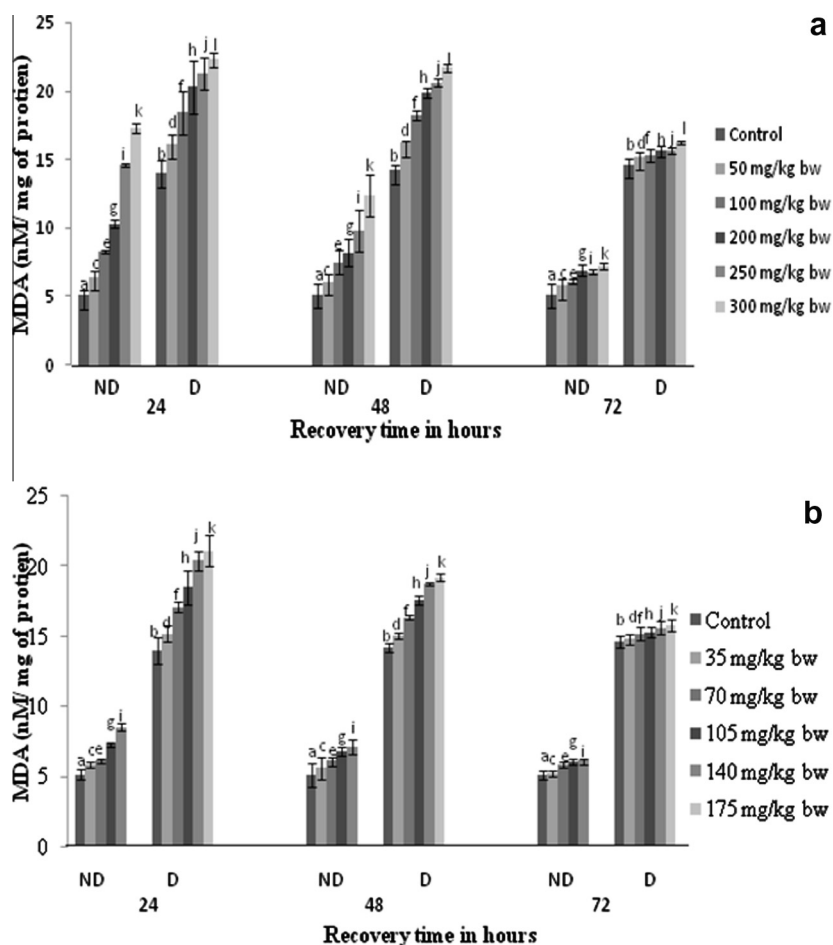 a
25
20
15
10
5
0
MDA (nM/ mg of protien)
a c e g i k b d f h j l
a c e g i k b d f h j l
a c e g i k b d f h j l
ND D ND D ND D
24 48 72
Recovery time in hours
Control
50 mg/kg bw
100 mg/kg bw
200 mg/kg bw
250 mg/kg bw
300 mg/kg bw
b
25
20
15
10
5
0
MDA (nM/ mg of protien)
a c e g i b d f h j k
a c e g i b d f h j k
a c e g i b d f h j k
ND D ND D ND D
24 48 72
Recovery time in hours
Control
35 mg/kg bw
70 mg/kg bw
105 mg/kg bw
140 mg/kg bw
175 mg/kg bw